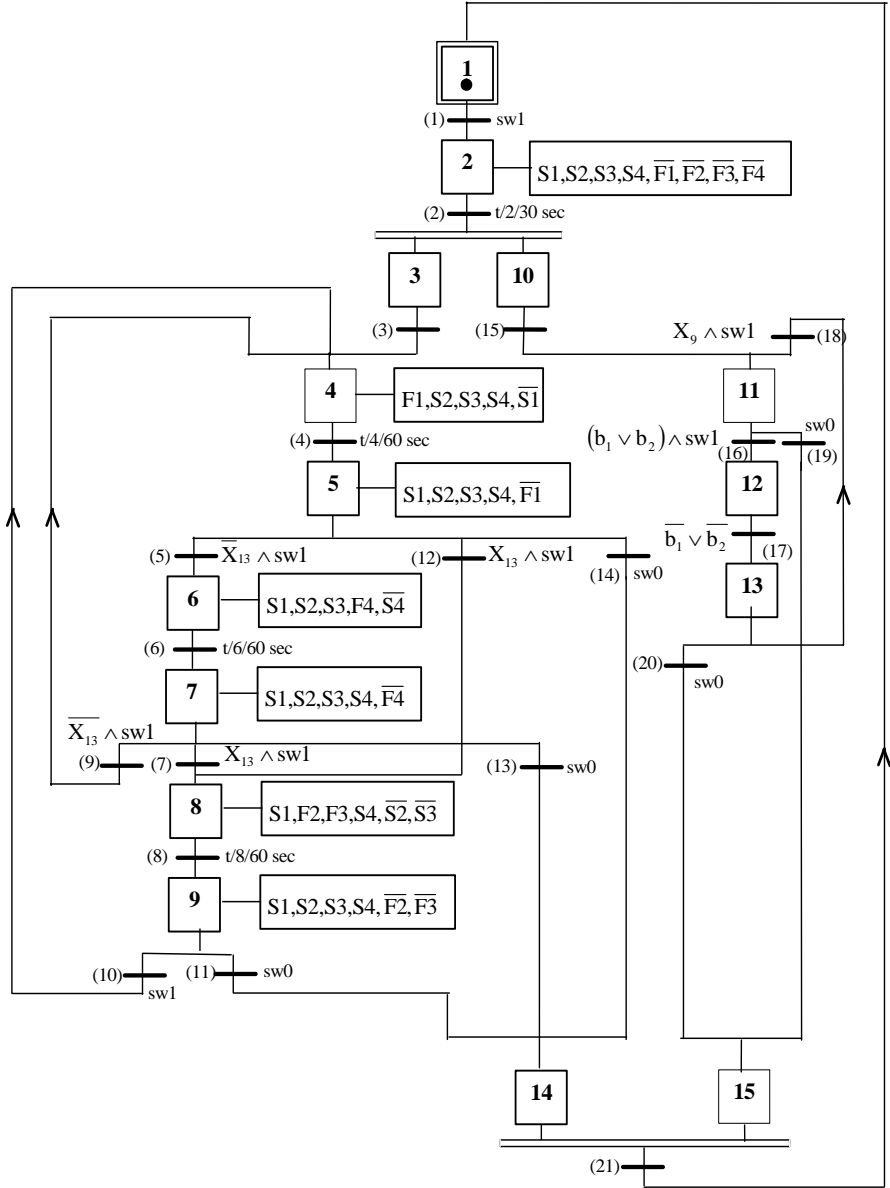 1
(1) sw1
2
S1,S2,S3,S4, F̅1̅, F̅2̅, F̅3̅, F̅4̅
(2) t/2/30 sec
3
10
(3)
(15)
X₉ ∧ sw1
(18)
4
F1,S2,S3,S4, S̅1̅
11
(4) t/4/60 sec
(b₁ ∨ b₂) ∧ sw1
(16)
sw0
(19)
5
S1,S2,S3,S4, F̅1̅
12
(5) X̅₁₃ ∧ sw1
(12) X₁₃ ∧ sw1
(14) sw0
b̅₁̅ ∨ b̅₂̅
(17)
6
S1,S2,S3,F4, S̅4̅
13
(6) t/6/60 sec
(20) sw0
7
S1,S2,S3,S4, F̅4̅
X̅₁̅₃̅ ∧ sw1
(9)
(7) X₁₃ ∧ sw1
(13) sw0
8
S1,F2,F3,S4, S̅2̅, S̅3̅
(8) t/8/60 sec
9
S1,S2,S3,S4, F̅2̅, F̅3̅
(10) sw1
(11) sw0
14
15
(21)